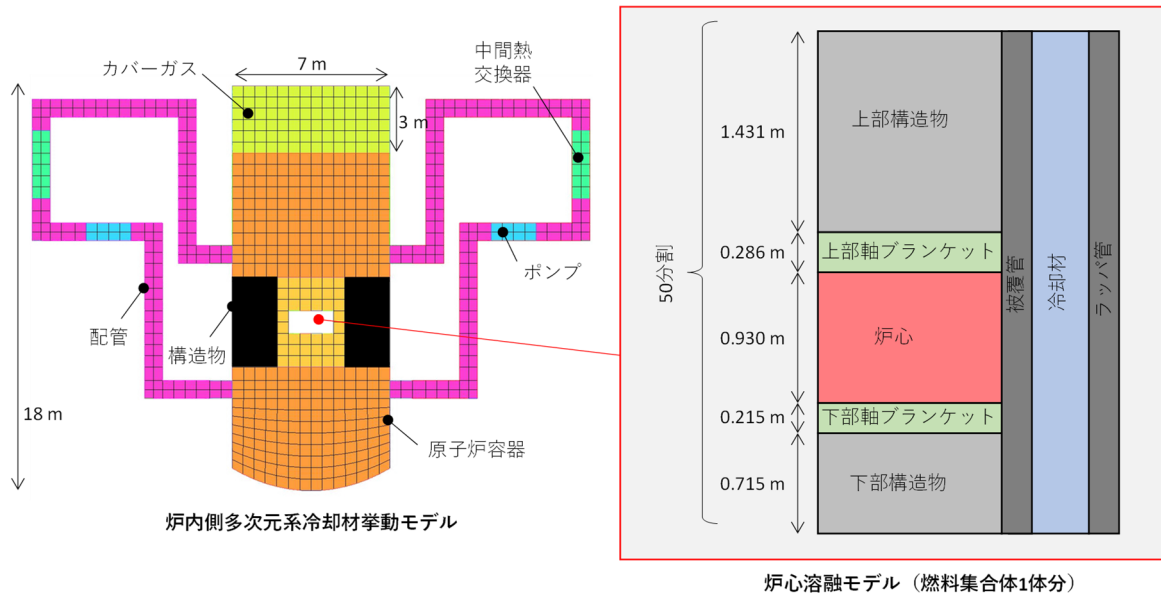 カバーガス
7 m
中間熱
交換器
3 m
18 m
ポンプ
配管
構造物
原子炉容器
炉内側多次元系冷却材挙動モデル
50分割
1.431 m
0.286 m
0.930 m
0.215 m
0.715 m
上部構造物
上部軸ブランケット
炉心
下部軸ブランケット
下部構造物
被覆管
冷却材
ラッパ管
炉心溶融モデル（燃料集合体1体分）